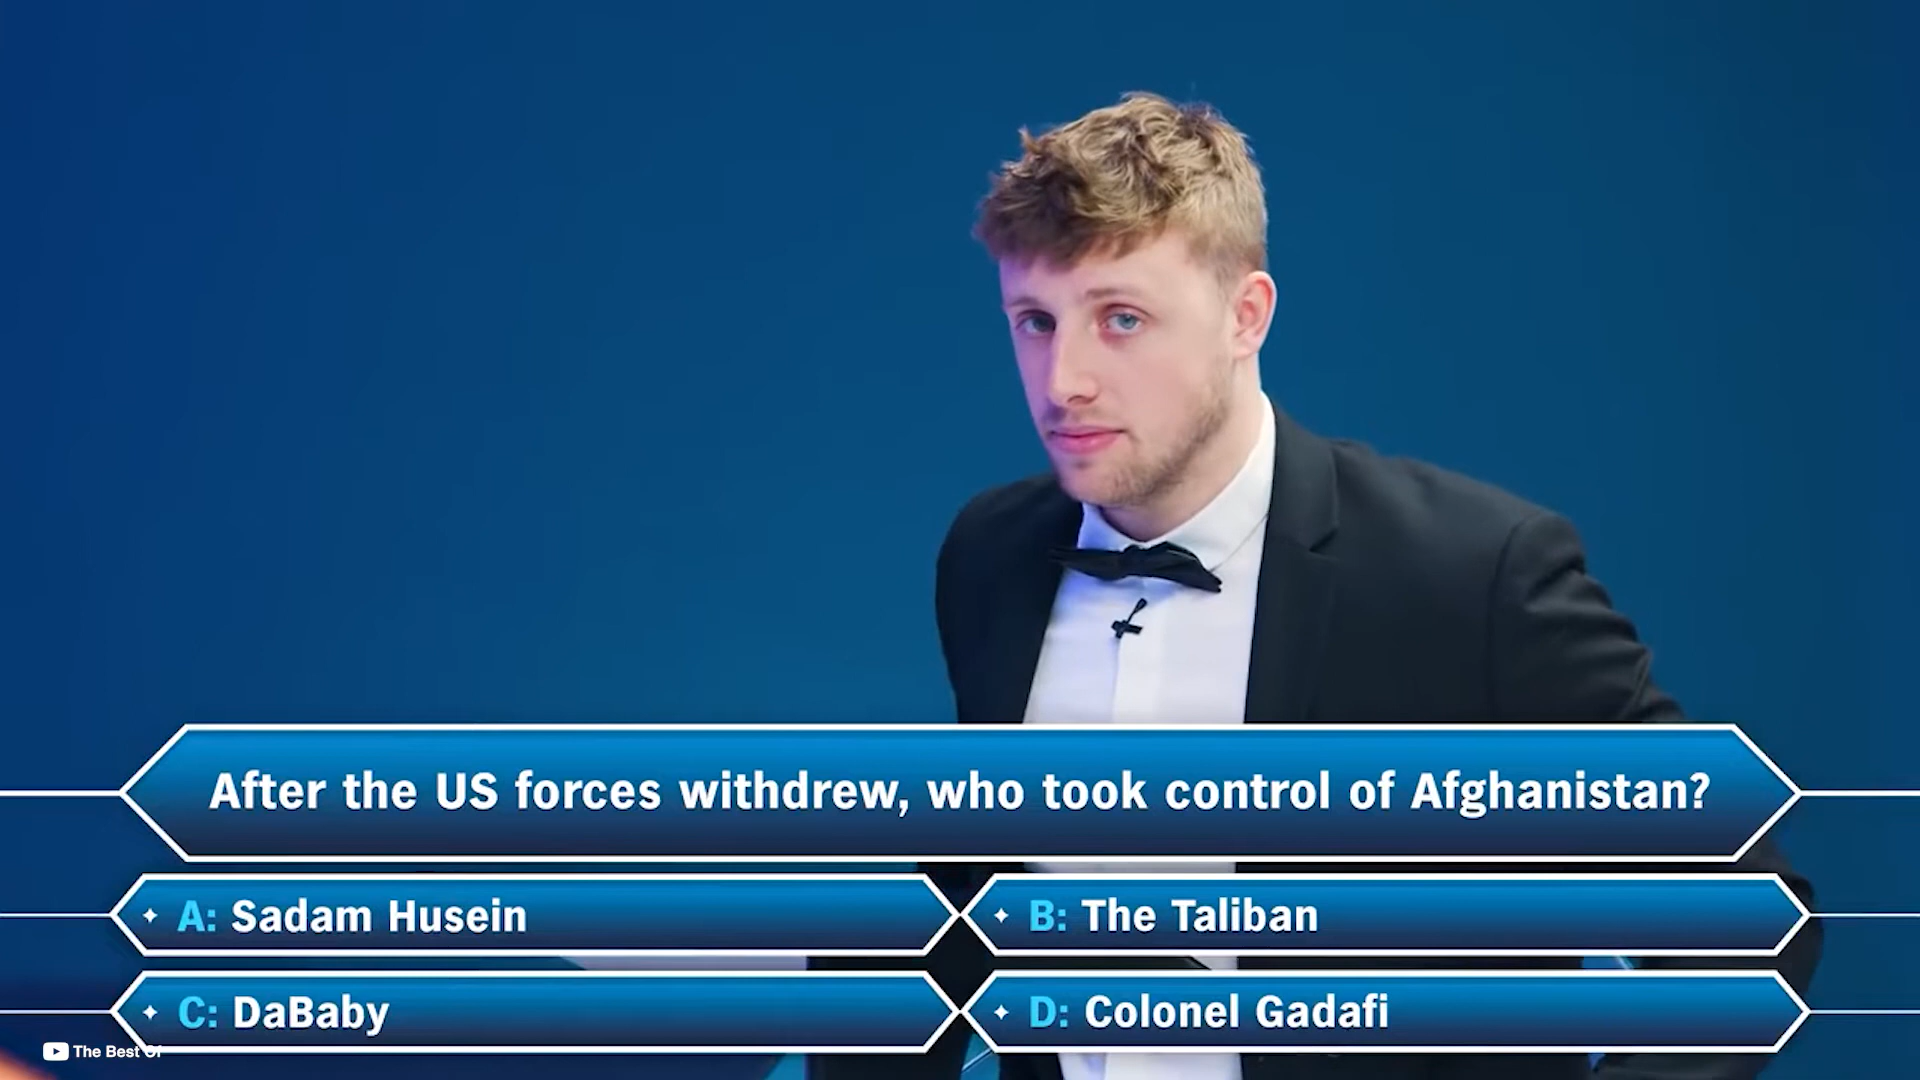 After the US forces withdrew, who took control of Afghanistan?
A: Sadam Husein
B: The Taliban
C: DaBaby
D: Colonel Gadafi
The Best Of